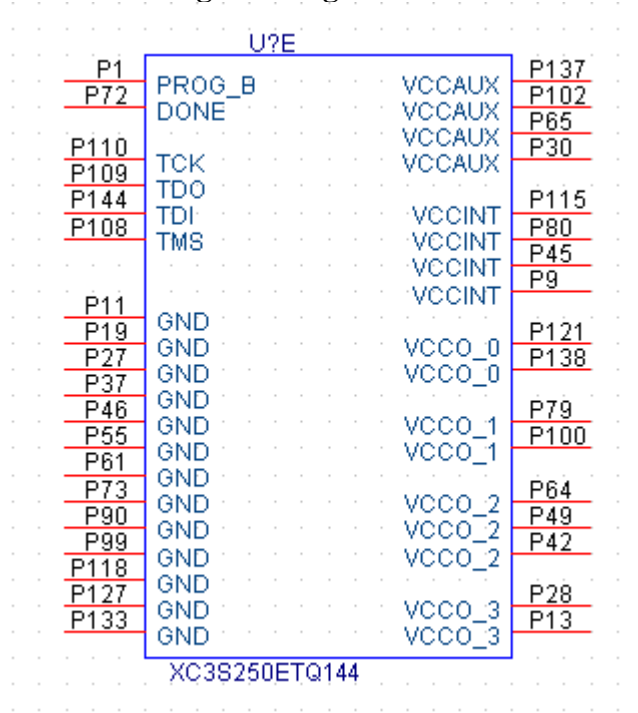 U?E
P1 PROG_B VCCAUX P137
P72 DONE VCCAUX P102
VCCAUX P65
P110 TCK VCCAUX P30
P109 TDO
P144 TDI VCCINT P115
P108 TMS VCCINT P80
VCCINT P45
VCCINT P9
P11 GND
P19 GND VCCO_0 P121
P27 GND VCCO_0 P138
P37 GND
P46 GND VCCO_1 P79
P55 GND VCCO_1 P100
P61 GND
P73 GND VCCO_2 P64
P90 GND VCCO_2 P49
P99 GND VCCO_2 P42
P118 GND
P127 GND VCCO_3 P28
P133 GND VCCO_3 P13
XC3S250ETQ144